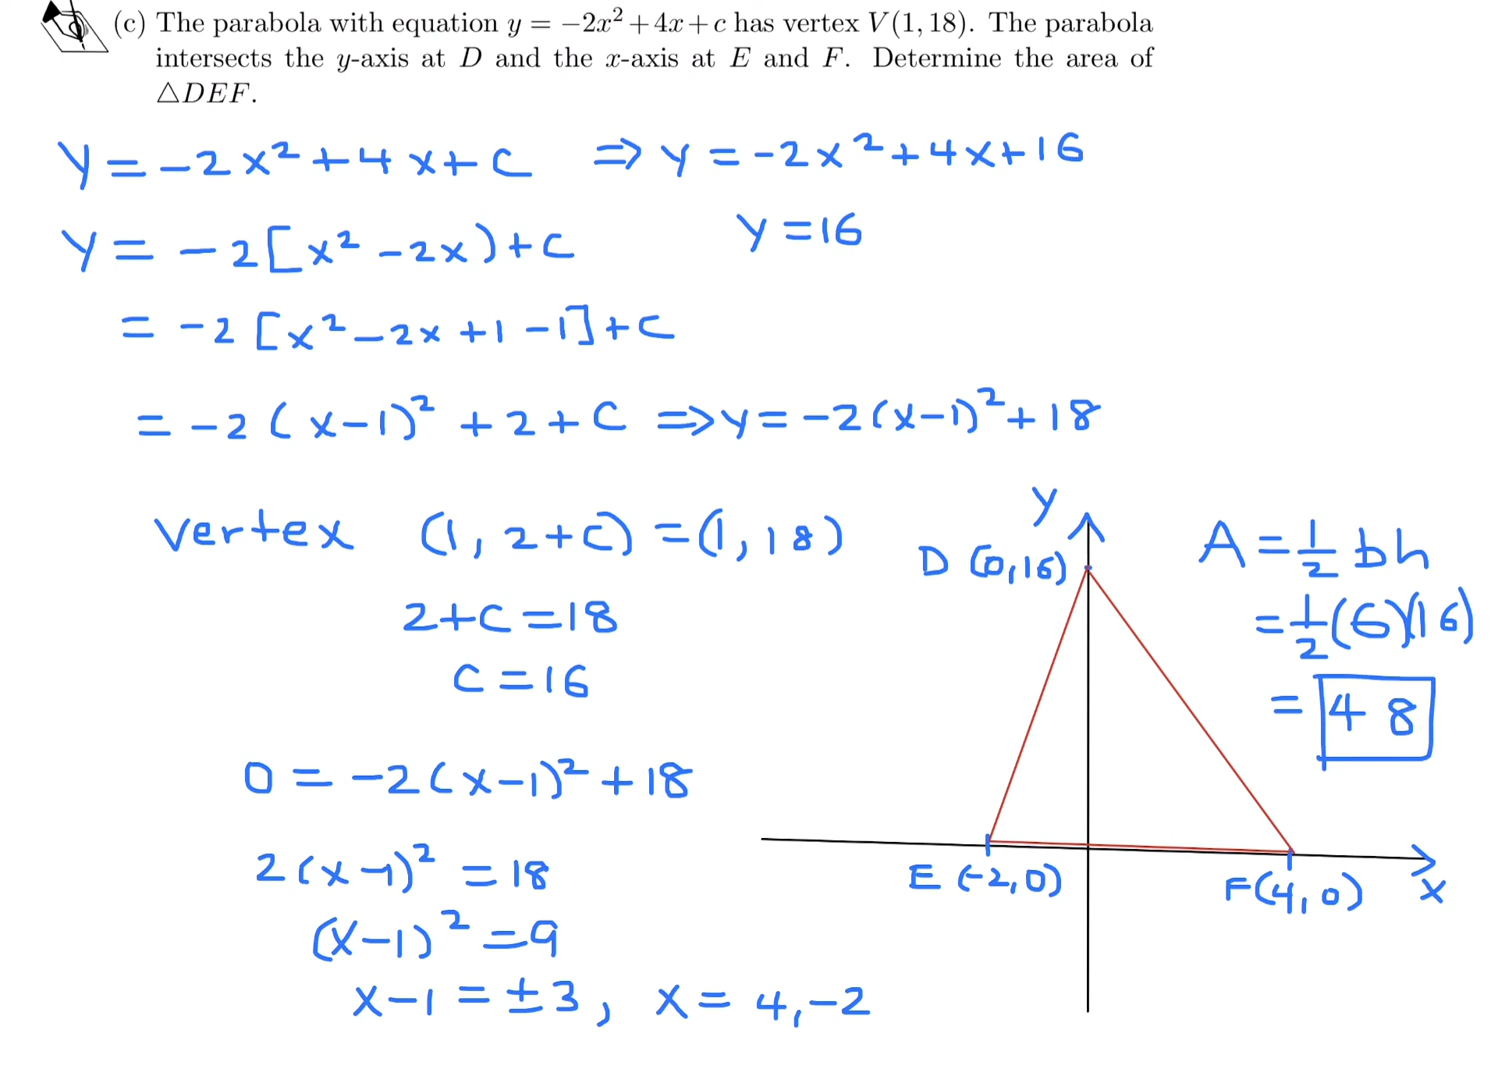 (c) The parabola with equation y = −2x² + 4x + c has vertex V(1, 18). The parabola
intersects the y-axis at D and the x-axis at E and F. Determine the area of
△DEF.
y = -2x² + 4x + c ⇒ y = -2x² + 4x + 16
y = -2[x² - 2x) + c
y = 16
= -2[x² - 2x + 1 - 1] + c
= -2(x-1)² + 2 + c ⇒ y = -2(x-1)² + 18
vertex (1, 2+c) = (1, 18)
2+c = 18
c = 16
0 = -2(x-1)² + 18
2(x-1)² = 18
(x-1)² = 9
x-1 = ±3, x = 4, -2
y
D (0,16)
E (-2,0)
F(4,0)
x
A = 1/2 bh
= 1/2 (6)(16)
= 48